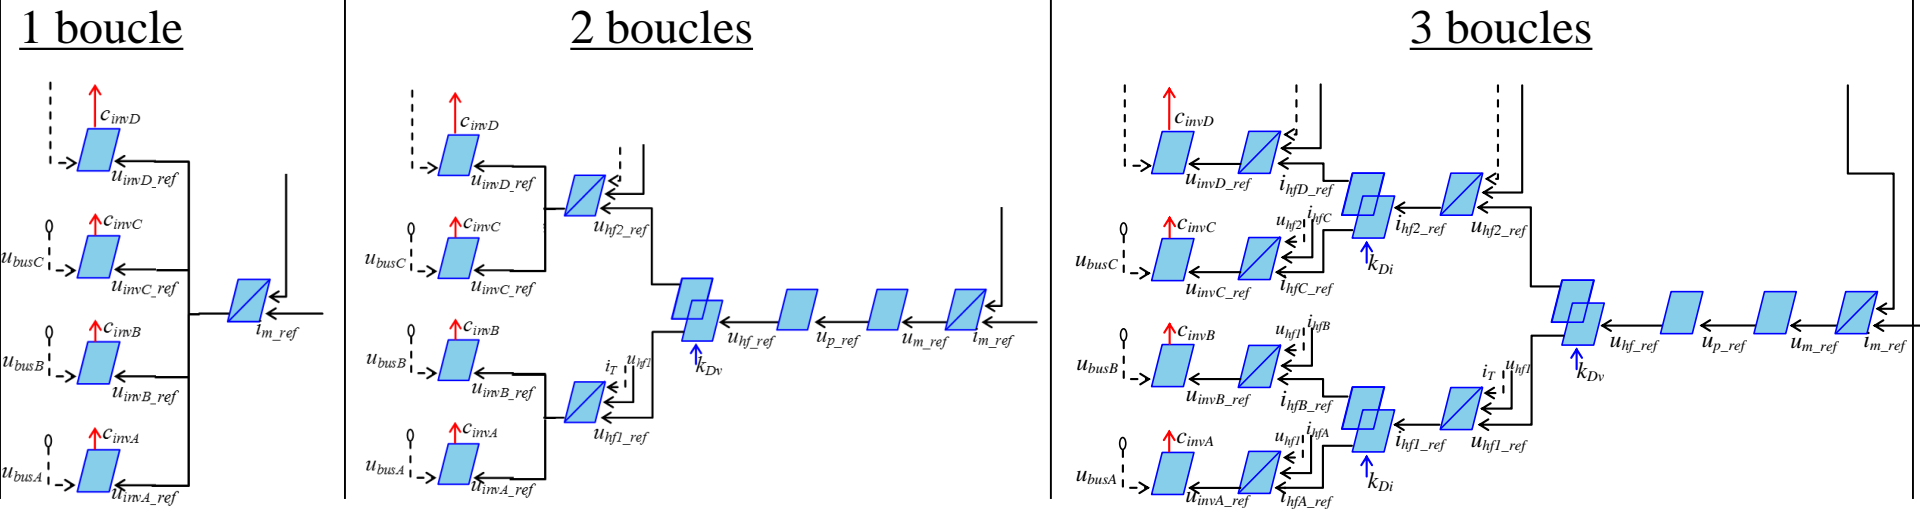 1 boucle
c_invD
u_invD_ref
c_invC
u_busC
u_invC_ref
i_m_ref
c_invB
u_busB
u_invB_ref
c_invA
u_busA
u_invA_ref
2 boucles
c_invD
u_invD_ref
u_hf2_ref
c_invC
u_busC
u_invC_ref
u_hf_ref
u_p_ref
u_m_ref
i_m_ref
c_invB
u_busB
i_T
u_hf1
k_Dv
u_invB_ref
c_invA
u_hf1_ref
u_busA
u_invA_ref
3 boucles
c_invD
u_invD_ref
i_hfD_ref
u_hf2
i_hfC
i_hf2_ref
u_hf2_ref
c_invC
u_busC
k_Di
u_invC_ref
i_hfC_ref
c_invB
u_hf1
i_hfB
u_hf_ref
u_p_ref
u_m_ref
i_m_ref
u_busB
i_T
u_hf1
k_Dv
u_invB_ref
i_hfB_ref
c_invA
u_hf1
i_hfA
i_hf1_ref
u_hf1_ref
u_busA
k_Di
u_invA_ref
i_hfA_ref